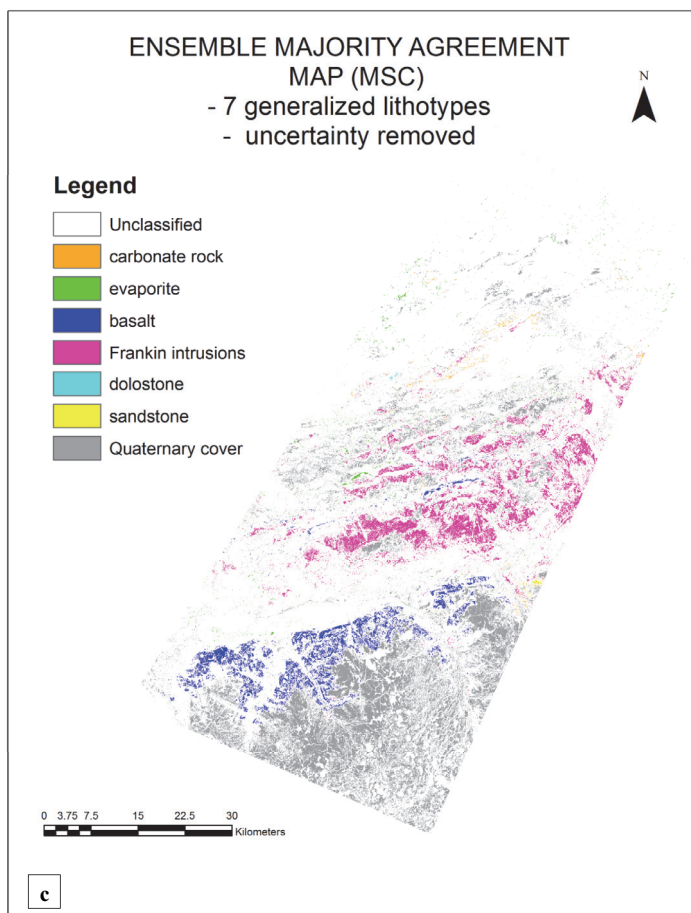 ENSEMBLE MAJORITY AGREEMENT
MAP (MSC)
- 7 generalized lithotypes
- uncertainty removed
N
Legend
Unclassified
carbonate rock
evaporite
basalt
Frankin intrusions
dolostone
sandstone
Quaternary cover
0 3.75 7.5 15 22.5 30
Kilometers
c